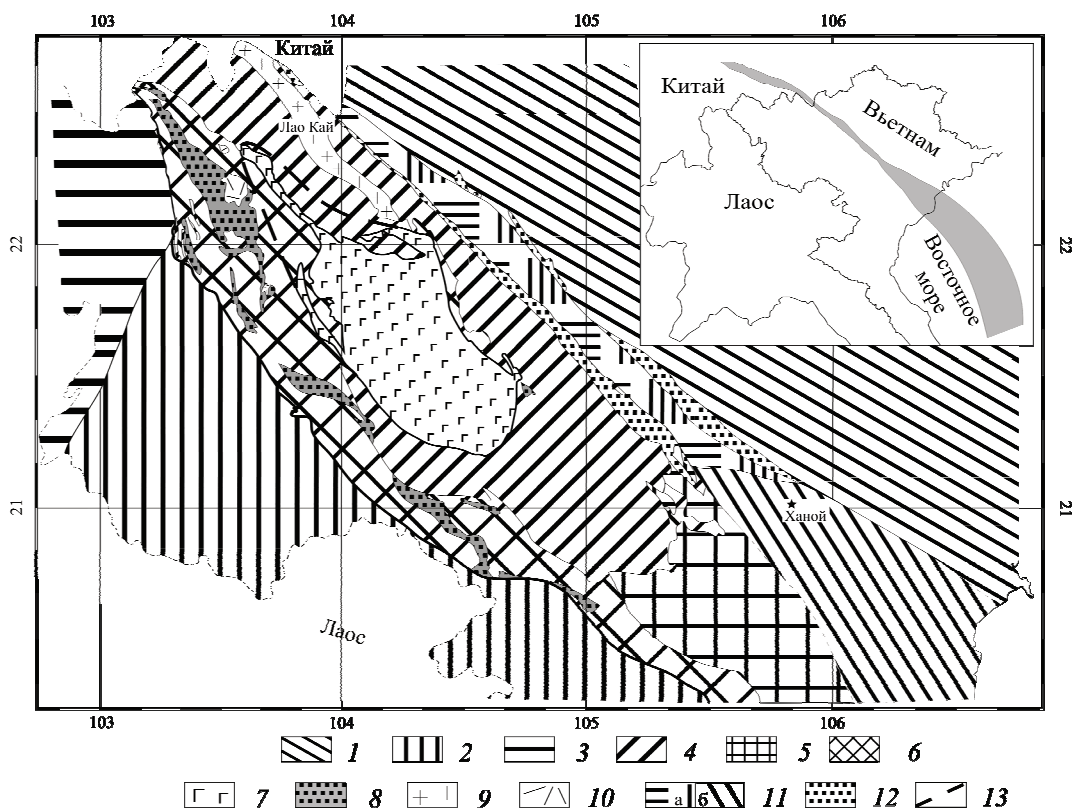 103 104 105 106
Китай
Лао Кай
Китай
Вьетнам
Лаос
Восточное
море
22 22
21 21
Ханой
Лаос
103 104 105 106
1 2 3 4 5 6
7 8 9 10 а б 11 12 13